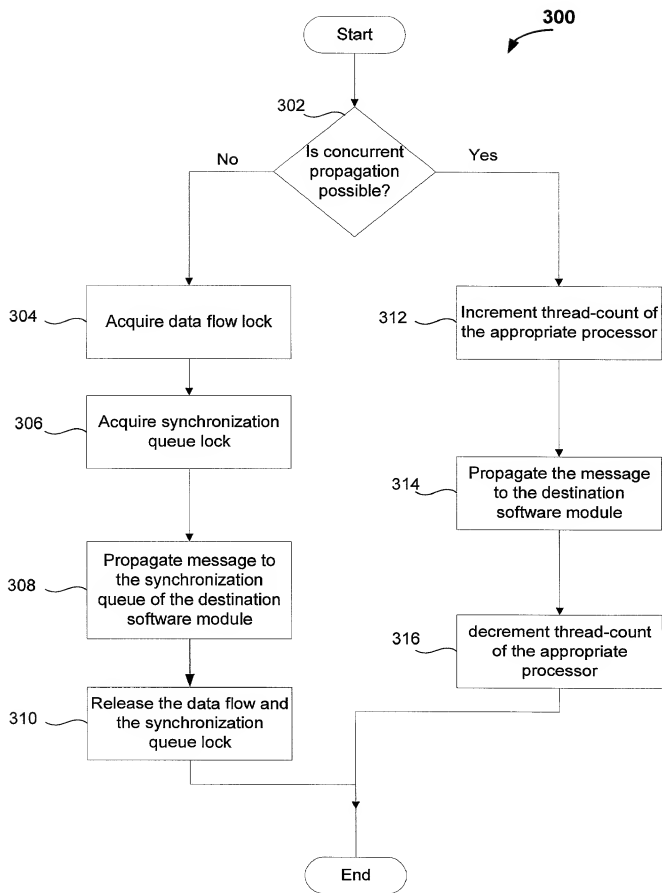 300
Start
302
Is concurrent
propagation
possible?
No
Yes
304
Acquire data flow lock
306
Acquire synchronization
queue lock
308
Propagate message to
the synchronization
queue of the destination
software module
310
Release the data flow and
the synchronization
queue lock
312
Increment thread-count of
the appropriate processor
314
Propagate the message
to the destination
software module
316
decrement thread-count
of the appropriate
processor
End